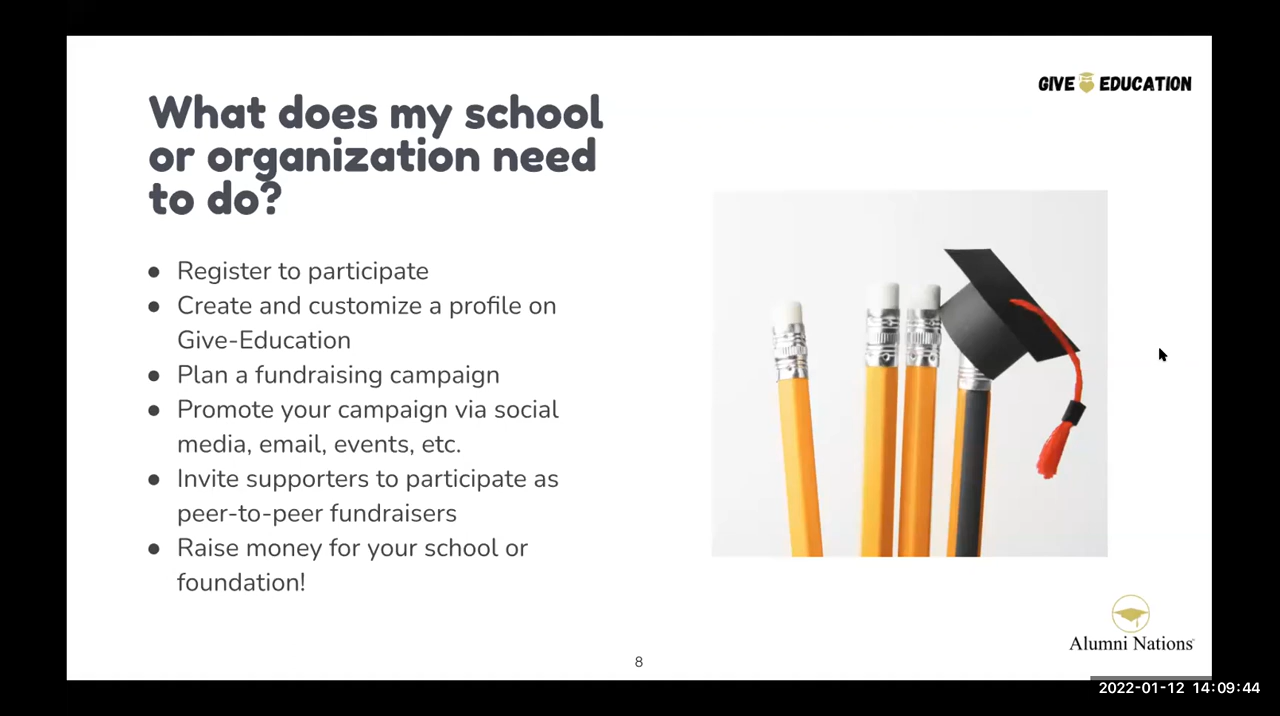 GIVE EDUCATION
What does my school
or organization need
to do?
● Register to participate
● Create and customize a profile on
Give-Education
● Plan a fundraising campaign
● Promote your campaign via social
media, email, events, etc.
● Invite supporters to participate as
peer-to-peer fundraisers
● Raise money for your school or
foundation!
Alumni Nations
8
2022-01-12 14:09:44